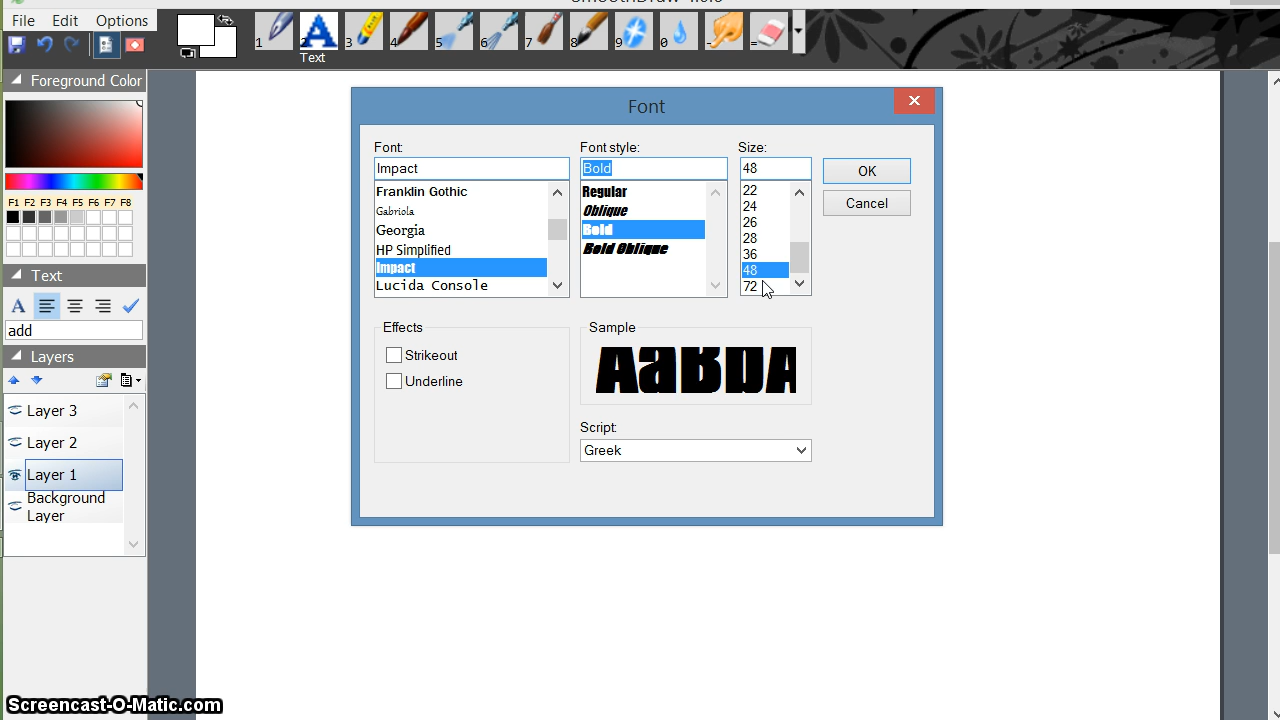 File Edit Options
1 2 3 4 5 6 7 8 9 0 - =
Text
Foreground Color
F1 F2 F3 F4 F5 F6 F7 F8
Text
A
add
Layers
Layer 3
Layer 2
Layer 1
Background
Layer
Font
Font:
Impact
Franklin Gothic
Gabriola
Georgia
HP Simplified
Impact
Lucida Console
Font style:
Bold
Regular
Oblique
Bold
Bold Oblique
Size:
48
22
24
26
28
36
48
72
OK
Cancel
Effects
Strikeout
Underline
Sample
Script:
Greek
Screencast-O-Matic.com